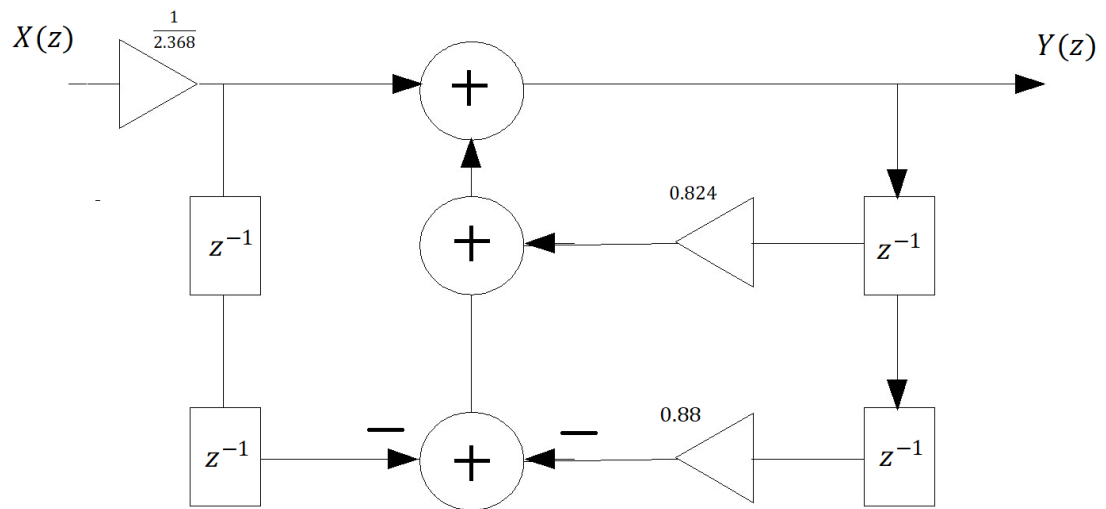 X(z)
1/2.368
+
Y(z)
z⁻¹
+
0.824
z⁻¹
z⁻¹
−
+
−
0.88
z⁻¹